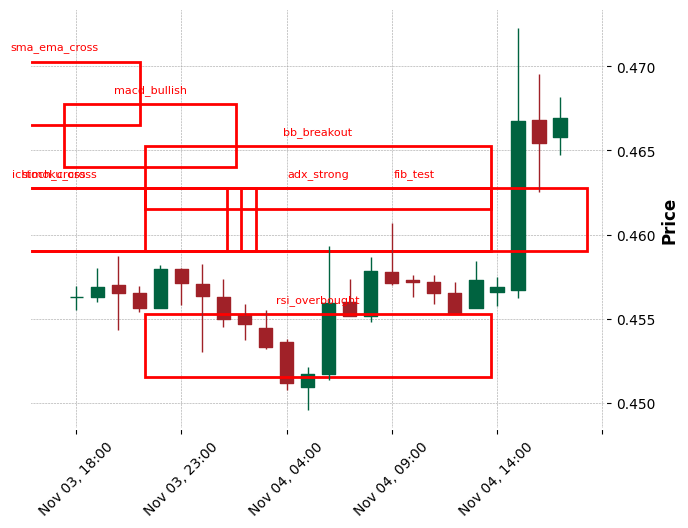 sma_ema_cross
0.470
macd_bullish
0.465
bb_breakout
adx_strong
fib_test
0.460
Price
rsi_overbought
0.455
0.450
Nov 03, 18:00
Nov 03, 23:00
Nov 04, 04:00
Nov 04, 09:00
Nov 04, 14:00